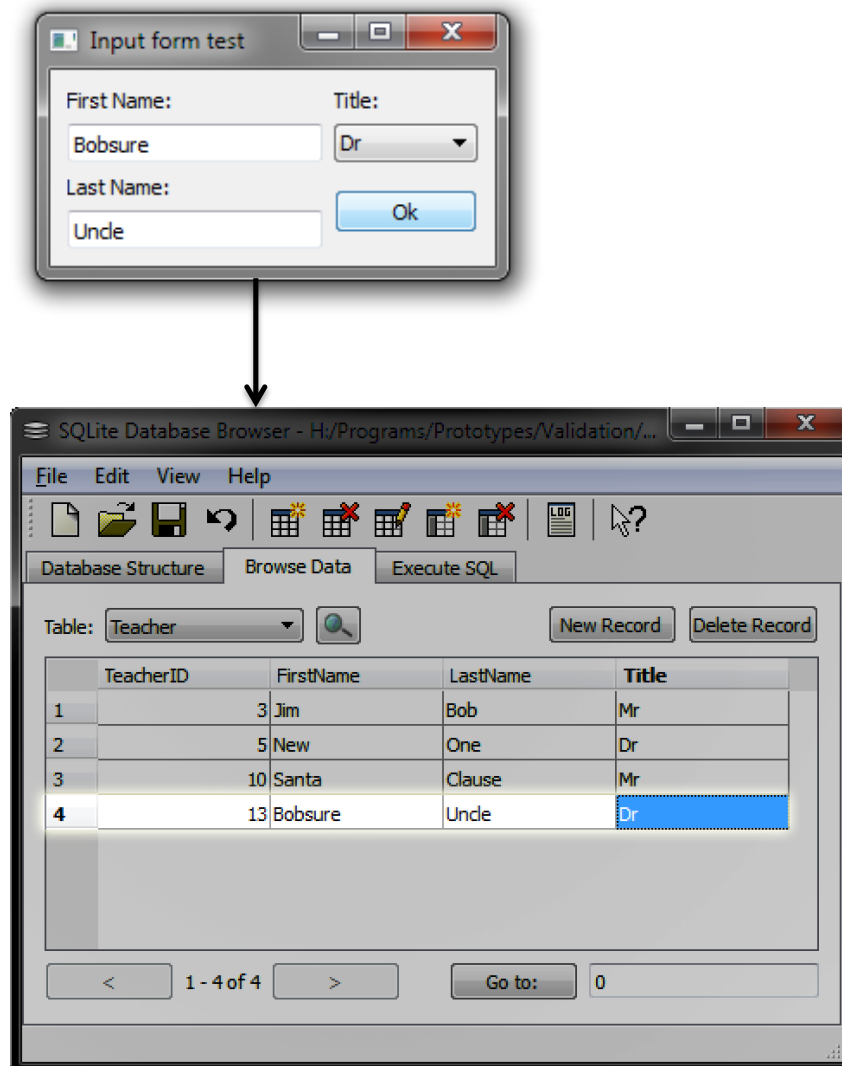 Input form test
First Name: Title:
Bobsure Dr
Last Name:
Ok
Uncle
SQLite Database Browser - H:/Programs/Prototypes/Validation/...
File Edit View Help
LOG
Database Structure Browse Data Execute SQL
Table: Teacher New Record Delete Record
TeacherID FirstName LastName Title
1 3 Jim Bob Mr
2 5 New One Dr
3 10 Santa Clause Mr
4 13 Bobsure Uncle Dr
< 1 - 4 of 4 > Go to: 0